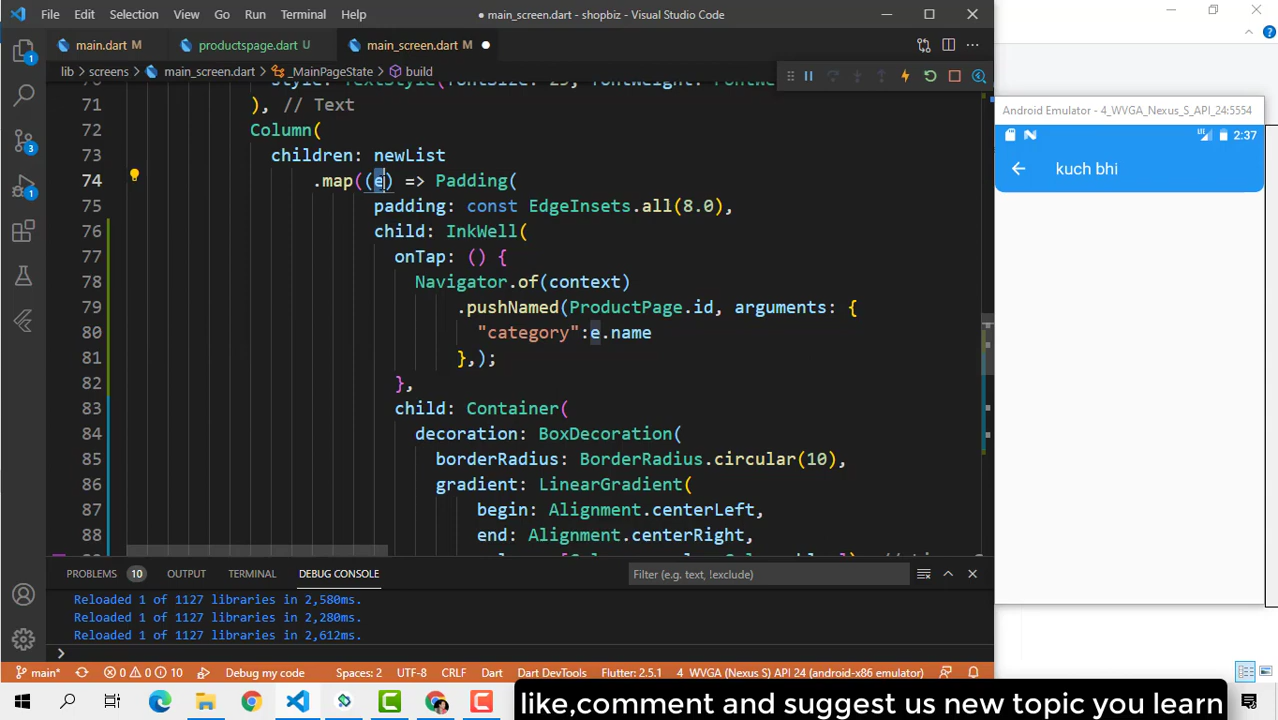 File Edit Selection View Go Run Terminal Help
● main_screen.dart - shopbiz - Visual Studio Code
main.dart M
productspage.dart U
main_screen.dart M ●
lib > screens > main_screen.dart > _MainPageState > build
71 ), // Text
72 Column(
73 children: newList
74 .map((e) => Padding(
75 padding: const EdgeInsets.all(8.0),
76 child: InkWell(
77 onTap: () {
78 Navigator.of(context)
79 .pushNamed(ProductPage.id, arguments: {
80 "category":e.name
81 },);
82 },
83 child: Container(
84 decoration: BoxDecoration(
85 borderRadius: BorderRadius.circular(10),
86 gradient: LinearGradient(
87 begin: Alignment.centerLeft,
88 end: Alignment.centerRight,
PROBLEMS 10 OUTPUT TERMINAL DEBUG CONSOLE
Filter (e.g. text, !exclude)
Reloaded 1 of 1127 libraries in 2,580ms.
Reloaded 1 of 1127 libraries in 2,280ms.
Reloaded 1 of 1127 libraries in 2,612ms.
>
main* 0 0 10 Debug my code Spaces: 2 UTF-8 CRLF Dart Dart DevTools Flutter: 2.5.1 4_WVGA (Nexus S) API 24 (android-x86 emulator)
1
3
1
Android Emulator - 4_WVGA_Nexus_S_API_24:5554
2:37
kuch bhi
like,comment and suggest us new topic you learn